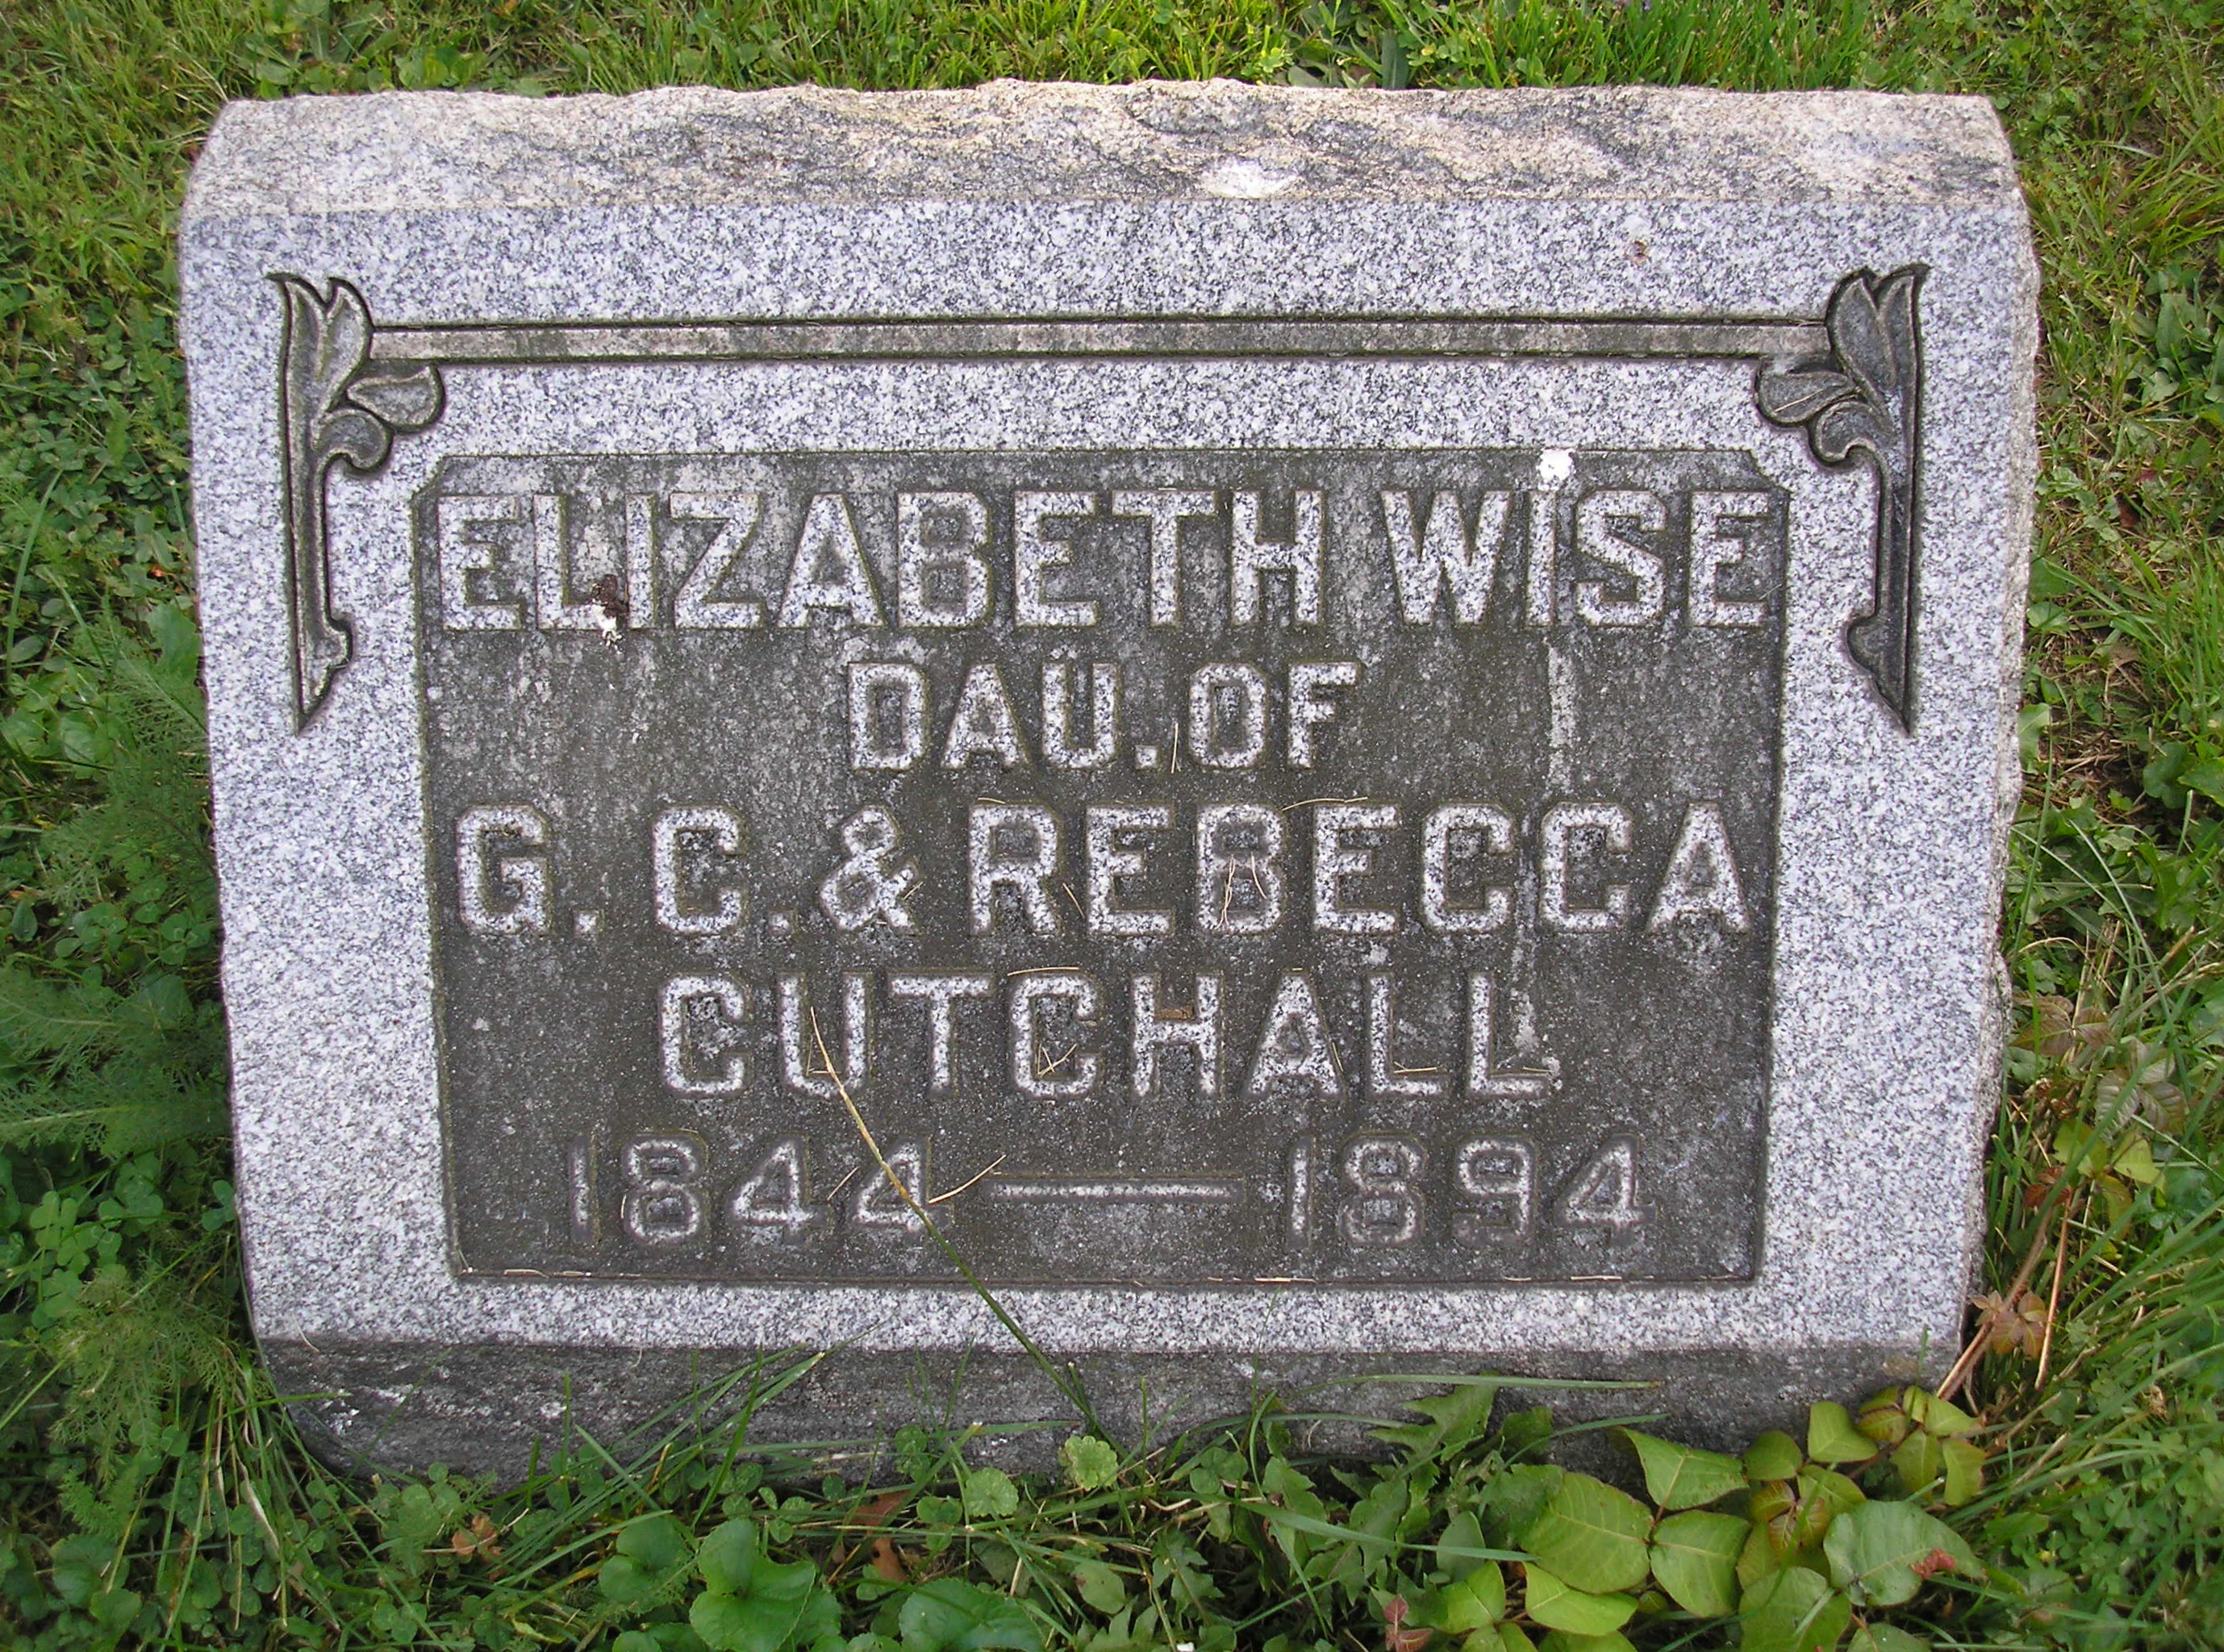 ELIZABETH WISE
DAU. OF
G. C. & REBECCA
CUTCHALL
1844 — 1894